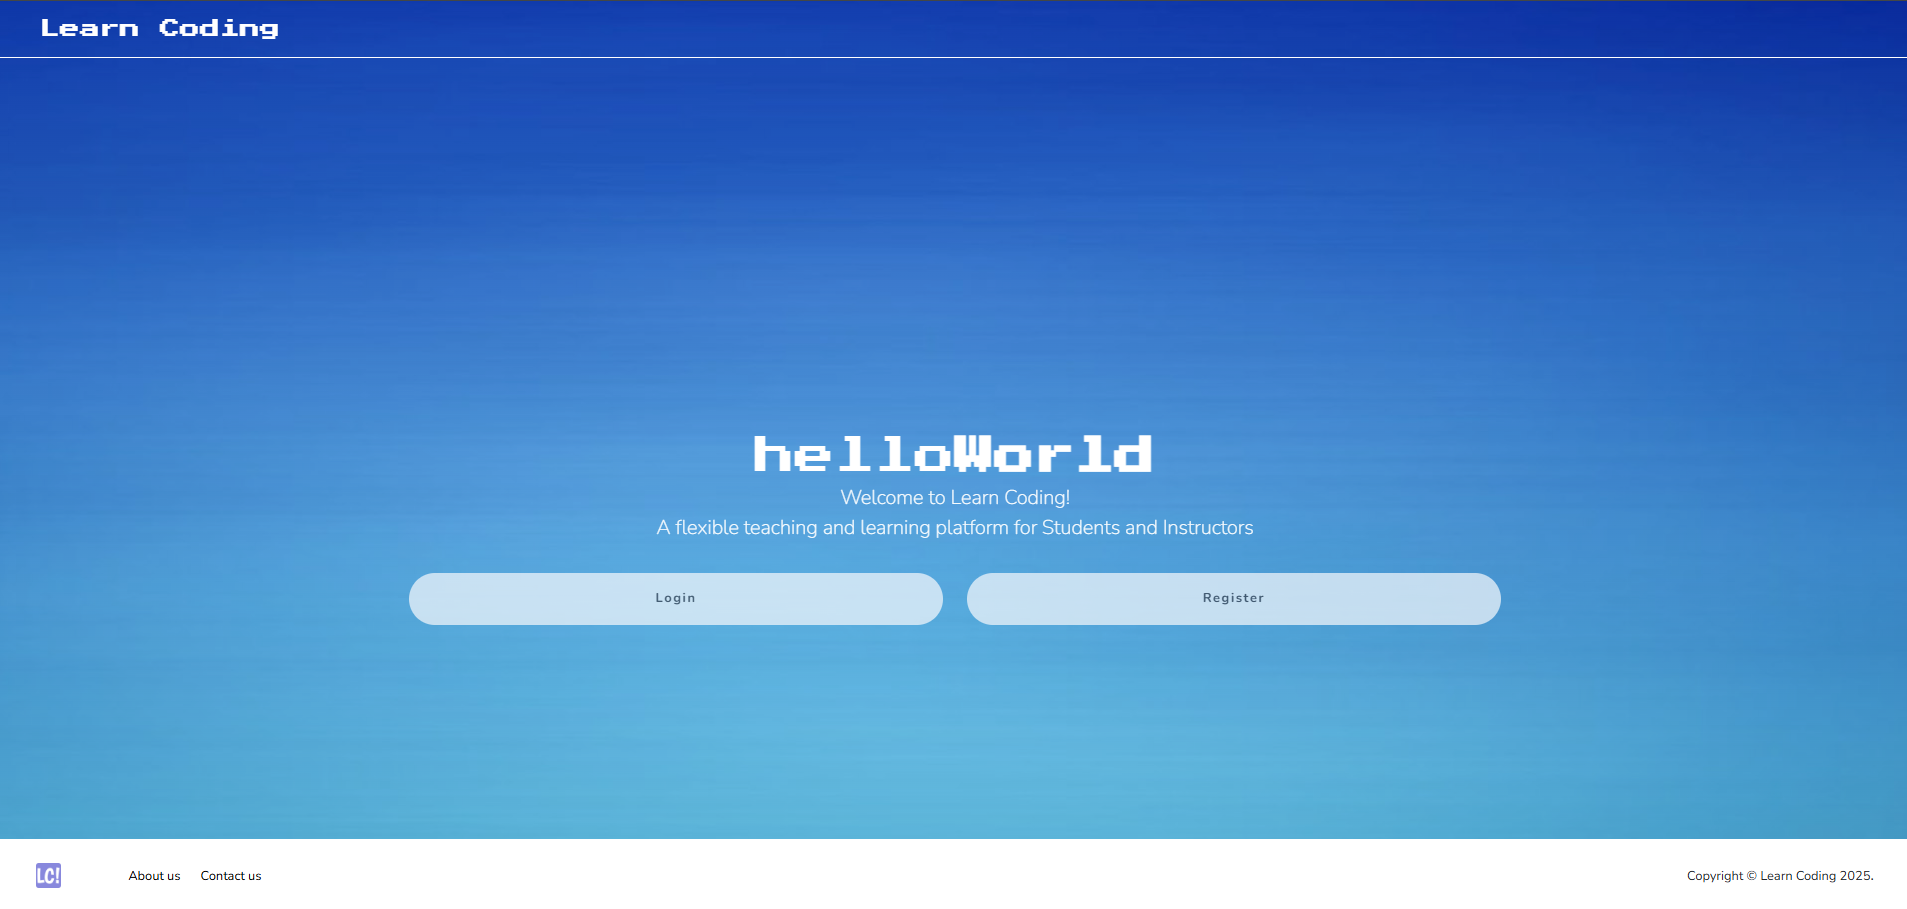 Learn Coding
helloWorld
Welcome to Learn Coding!
A flexible teaching and learning platform for Students and Instructors
Login Register
LC! About us Contact us Copyright © Learn Coding 2025.